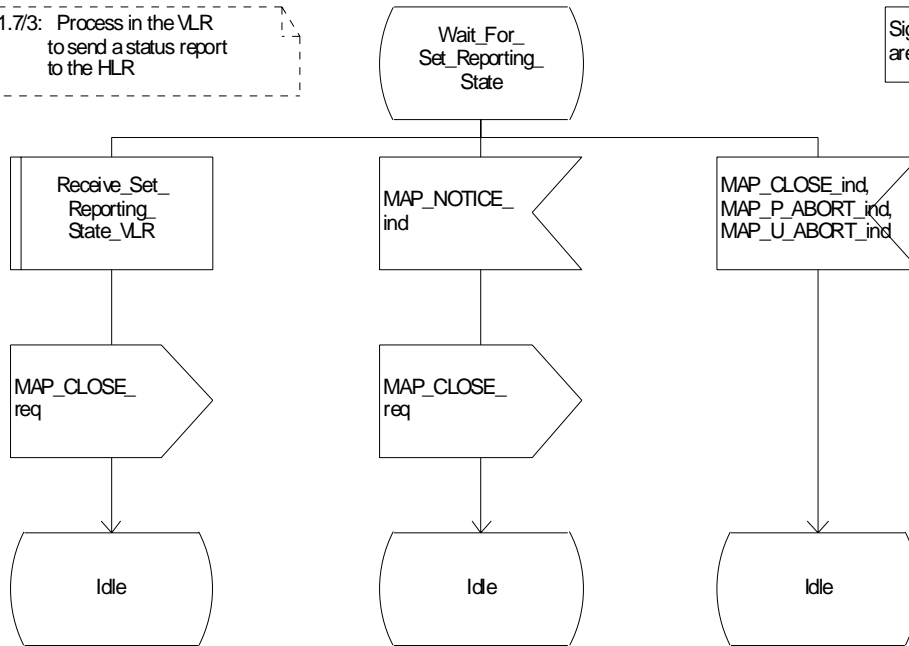 1.7/3: Process in the VLR
to send a status report
to the HLR
Wait_For_
Set_Reporting_
State
are
Receive_Set_
Reporting_
State_VLR
MAP_NOTICE_
ind
MAP_CLOSE_ind,
MAP_P_ABORT_ind,
MAP_U_ABORT_ind
MAP_CLOSE_
req
MAP_CLOSE_
req
Idle
Idle
Idle